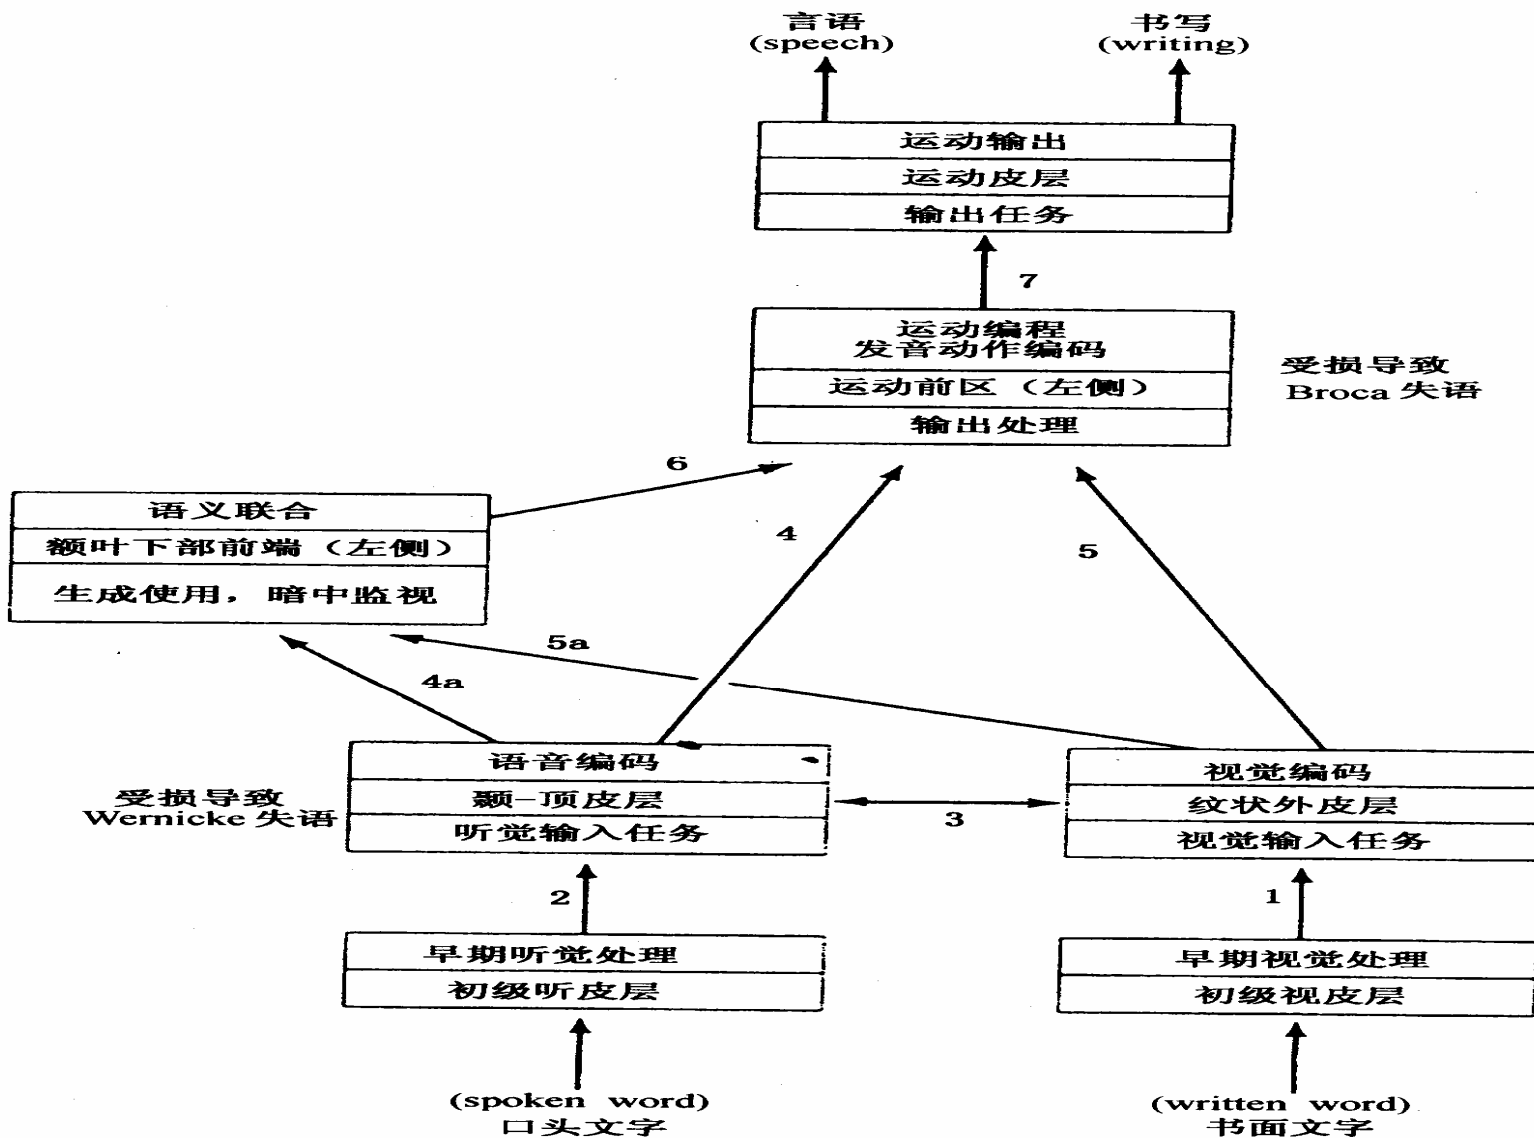 言语
(speech)
书写
(writing)
运动输出
运动皮层
输出任务
7
运动编程
发音动作编码
运动前区（左侧）
输出处理
受损导致
Broca 失语
6
4
5
语义联合
额叶下部前端（左侧）
生成使用，暗中监视
5a
4a
语音编码
颞-顶皮层
听觉输入任务
受损导致
Wernicke 失语
3
视觉编码
纹状外皮层
视觉输入任务
2
1
早期听觉处理
初级听皮层
早期视觉处理
初级视皮层
(spoken word)
口头文字
(written word)
书面文字